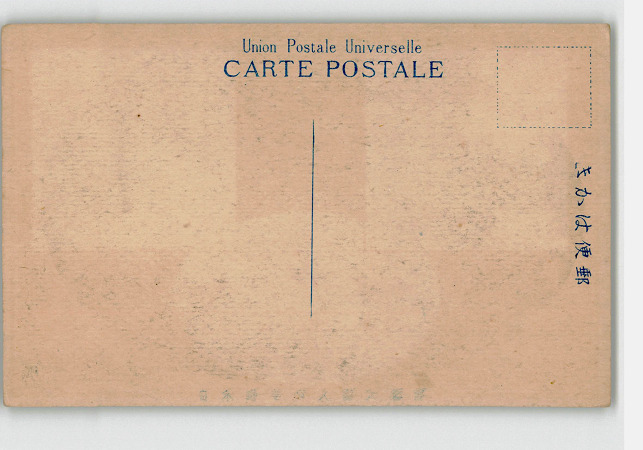 Union Postale Universelle
CARTE POSTALE
きかは便郵